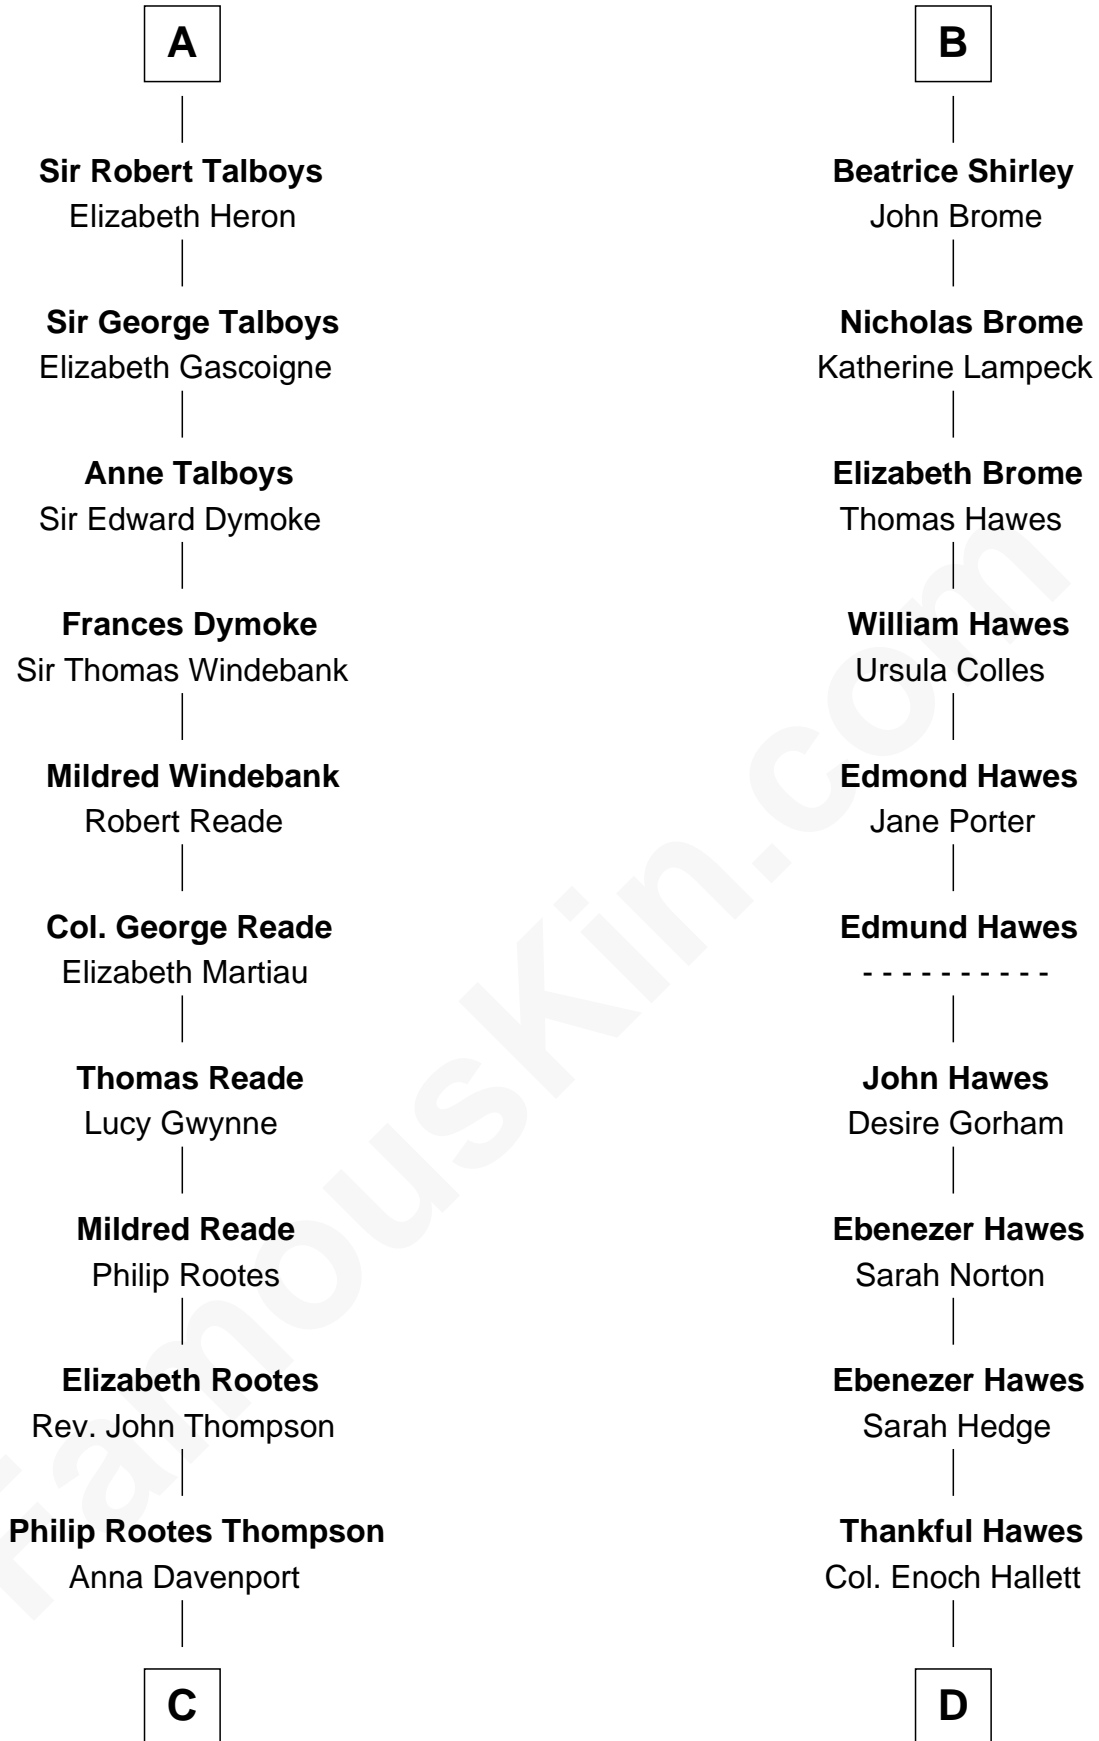 A
Sir Robert Talboys
Elizabeth Heron
Sir George Talboys
Elizabeth Gascoigne
Anne Talboys
Sir Edward Dymoke
Frances Dymoke
Sir Thomas Windebank
Mildred Windebank
Robert Reade
Col. George Reade
Elizabeth Martiau
Thomas Reade
Lucy Gwynne
Mildred Reade
Philip Rootes
Elizabeth Rootes
Rev. John Thompson
Philip Rootes Thompson
Anna Davenport
C
B
Beatrice Shirley
John Brome
Nicholas Brome
Katherine Lampeck
Elizabeth Brome
Thomas Hawes
William Hawes
Ursula Colles
Edmond Hawes
Jane Porter
Edmund Hawes
- - - - - - - - - -
John Hawes
Desire Gorham
Ebenezer Hawes
Sarah Norton
Ebenezer Hawes
Sarah Hedge
Thankful Hawes
Col. Enoch Hallett
D
FamousKin.com